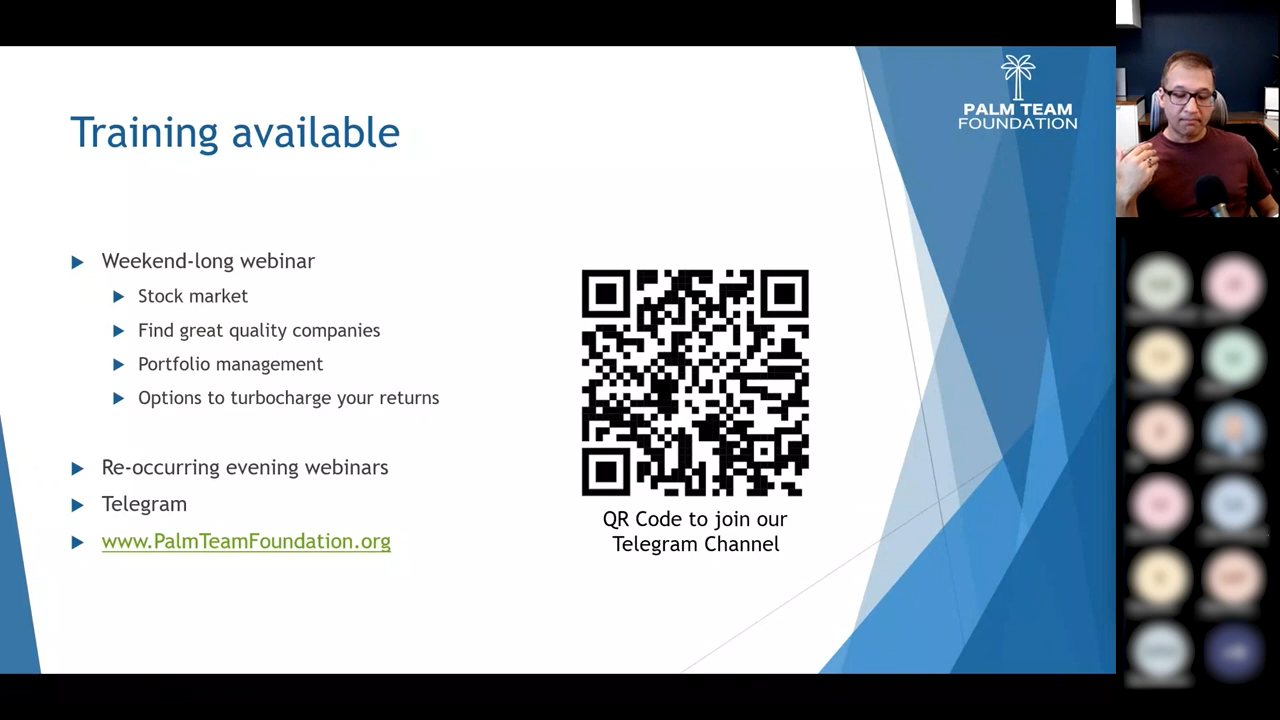 PALM TEAM
FOUNDATION
Training available
Weekend-long webinar
Stock market
Find great quality companies
Portfolio management
Options to turbocharge your returns
Re-occurring evening webinars
Telegram
www.PalmTeamFoundation.org
QR Code to join our
Telegram Channel